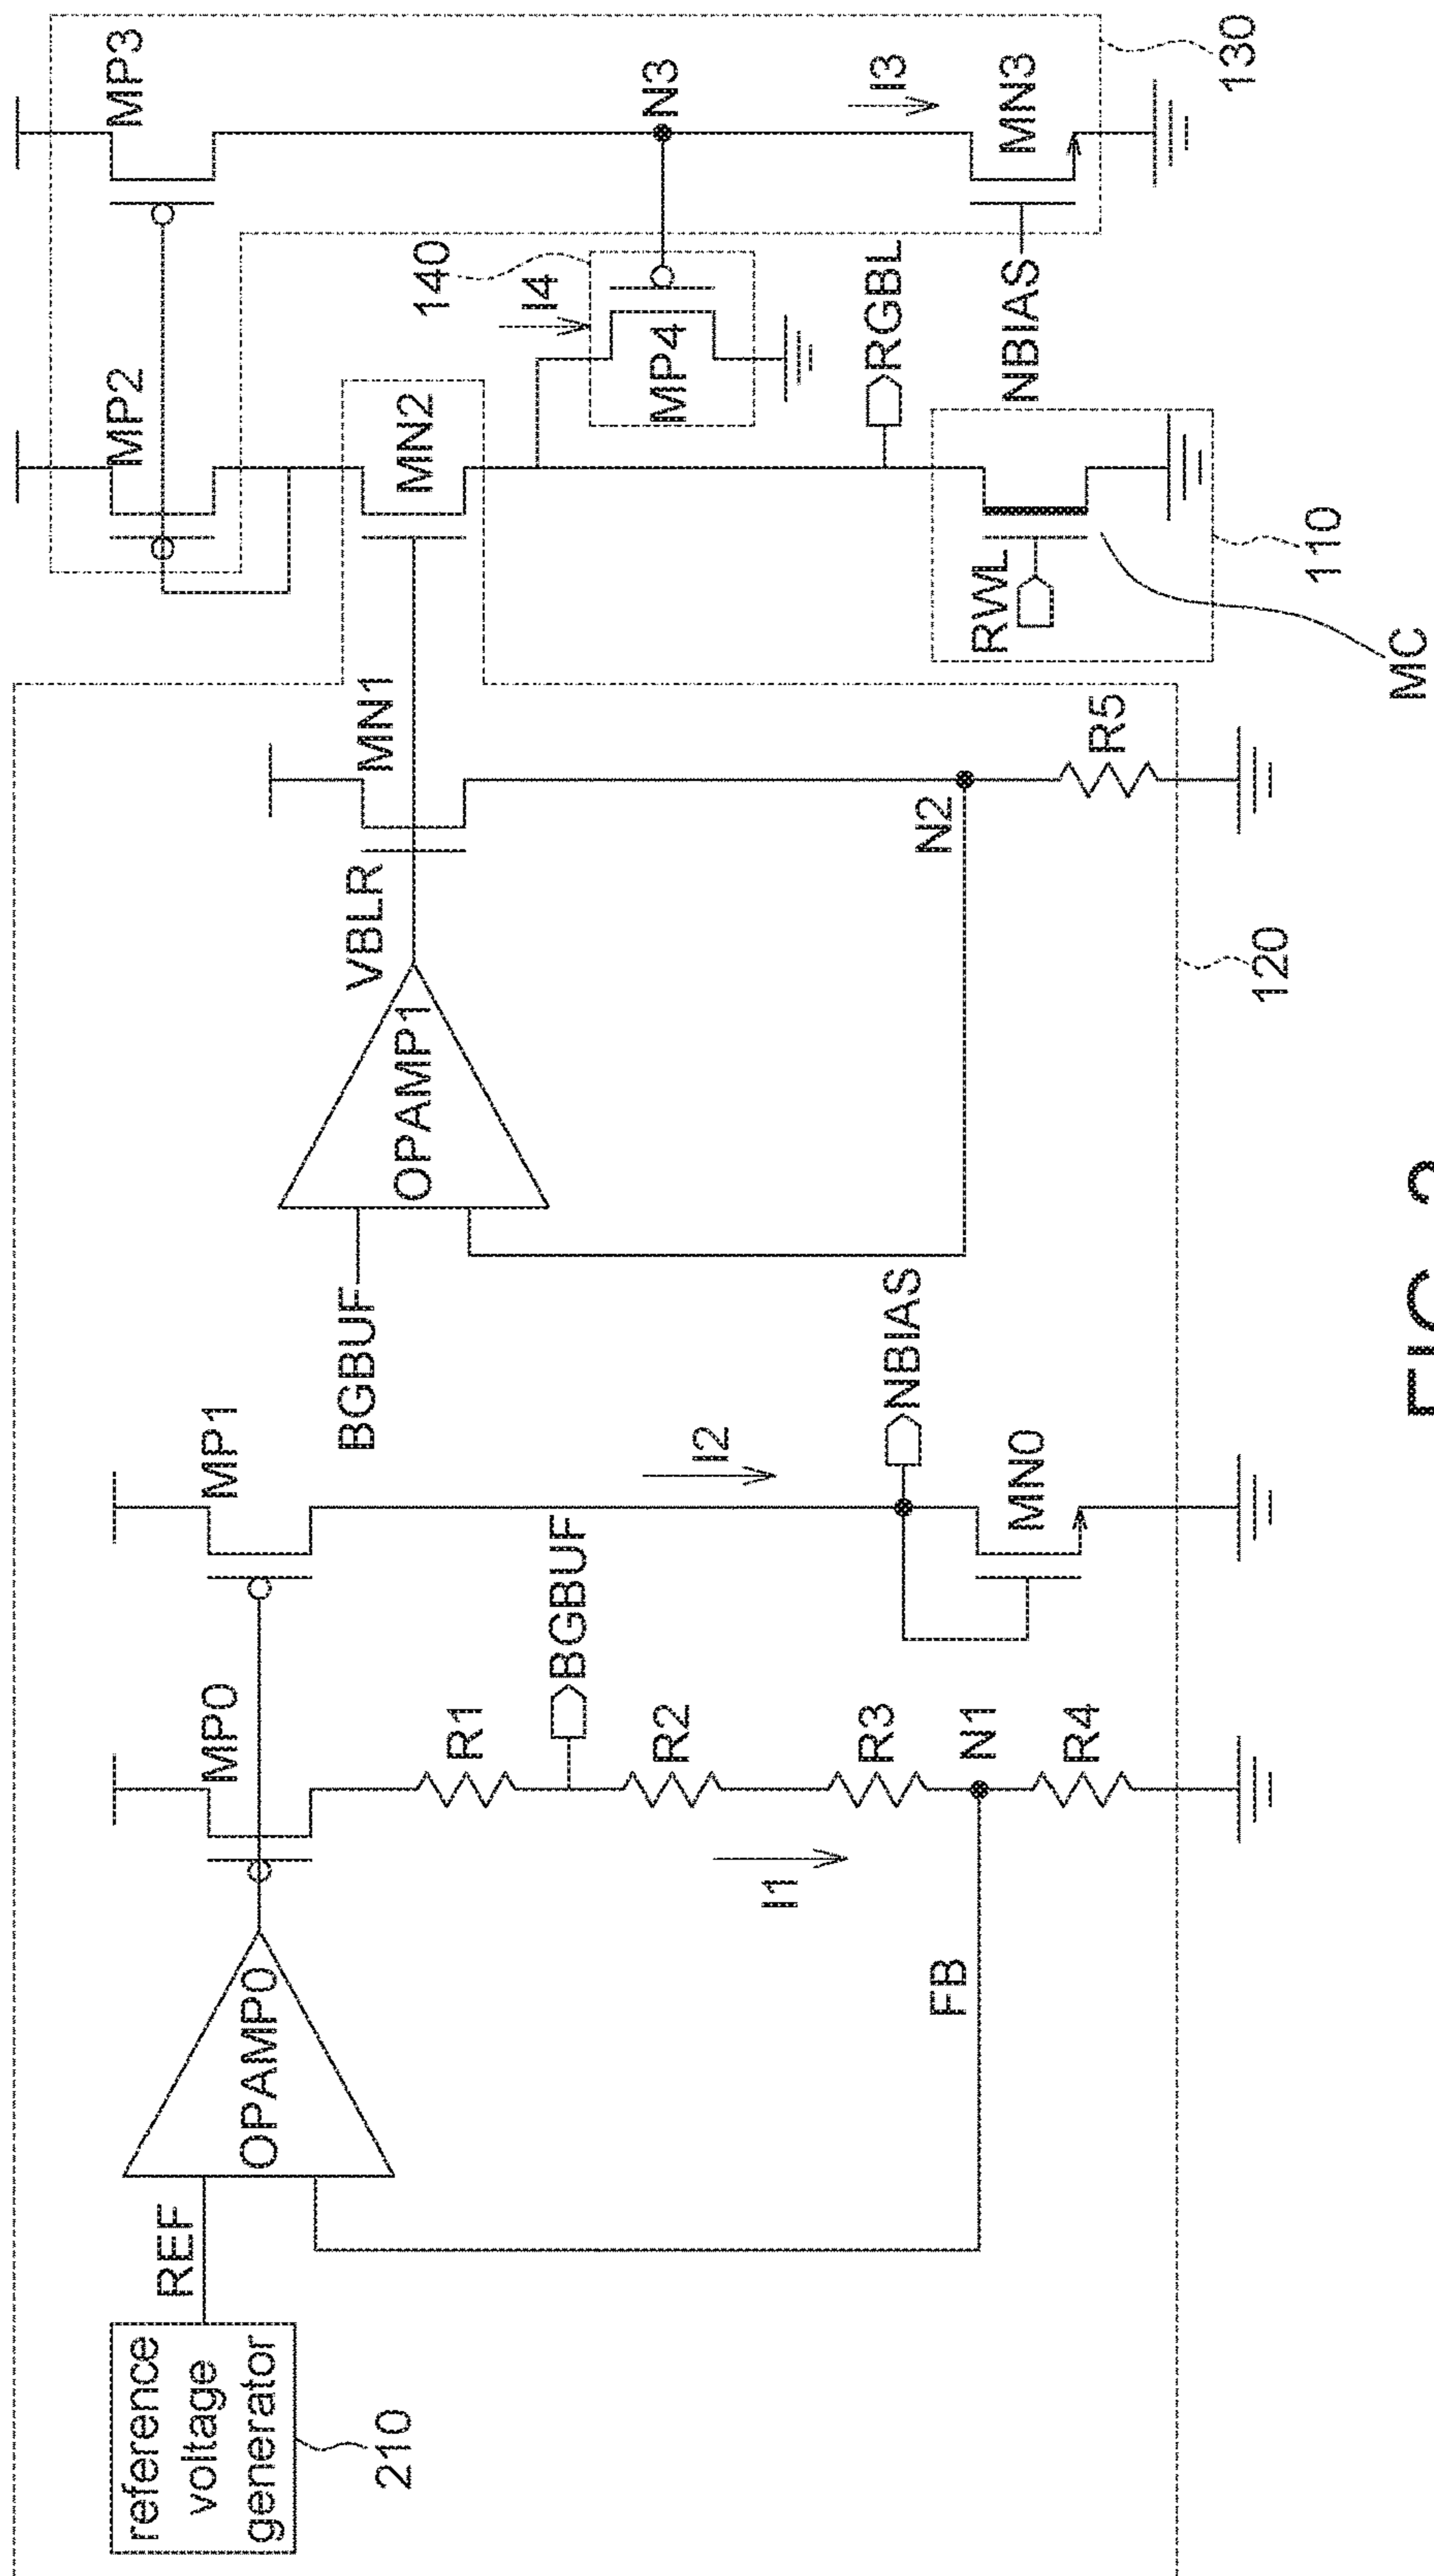 reference
voltage
generator
210
REF
OPAMP0
FB
MP0
R1
BGBUF
R2
R3
N1
R4
I1
MP1
I2
NBIAS
MN0
BGBUF
OPAMP1
VBLR
MN1
N2
R5
120
MP2
MN2
MP3
140
I4
MP4
N3
I3
RGBL
NBIAS
MN3
130
RWL
110
MC